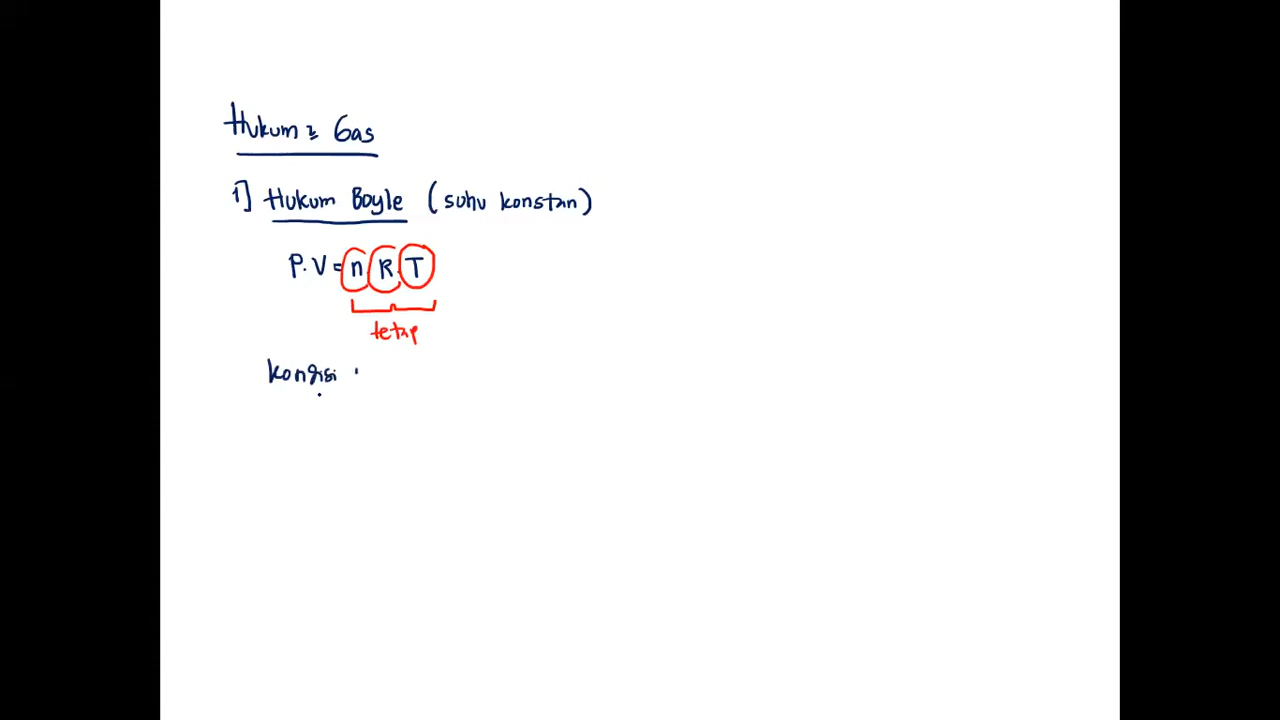 Hukum² Gas
1] Hukum Boyle (suhu konstan)
P.V = n R T
tetap
kondisi